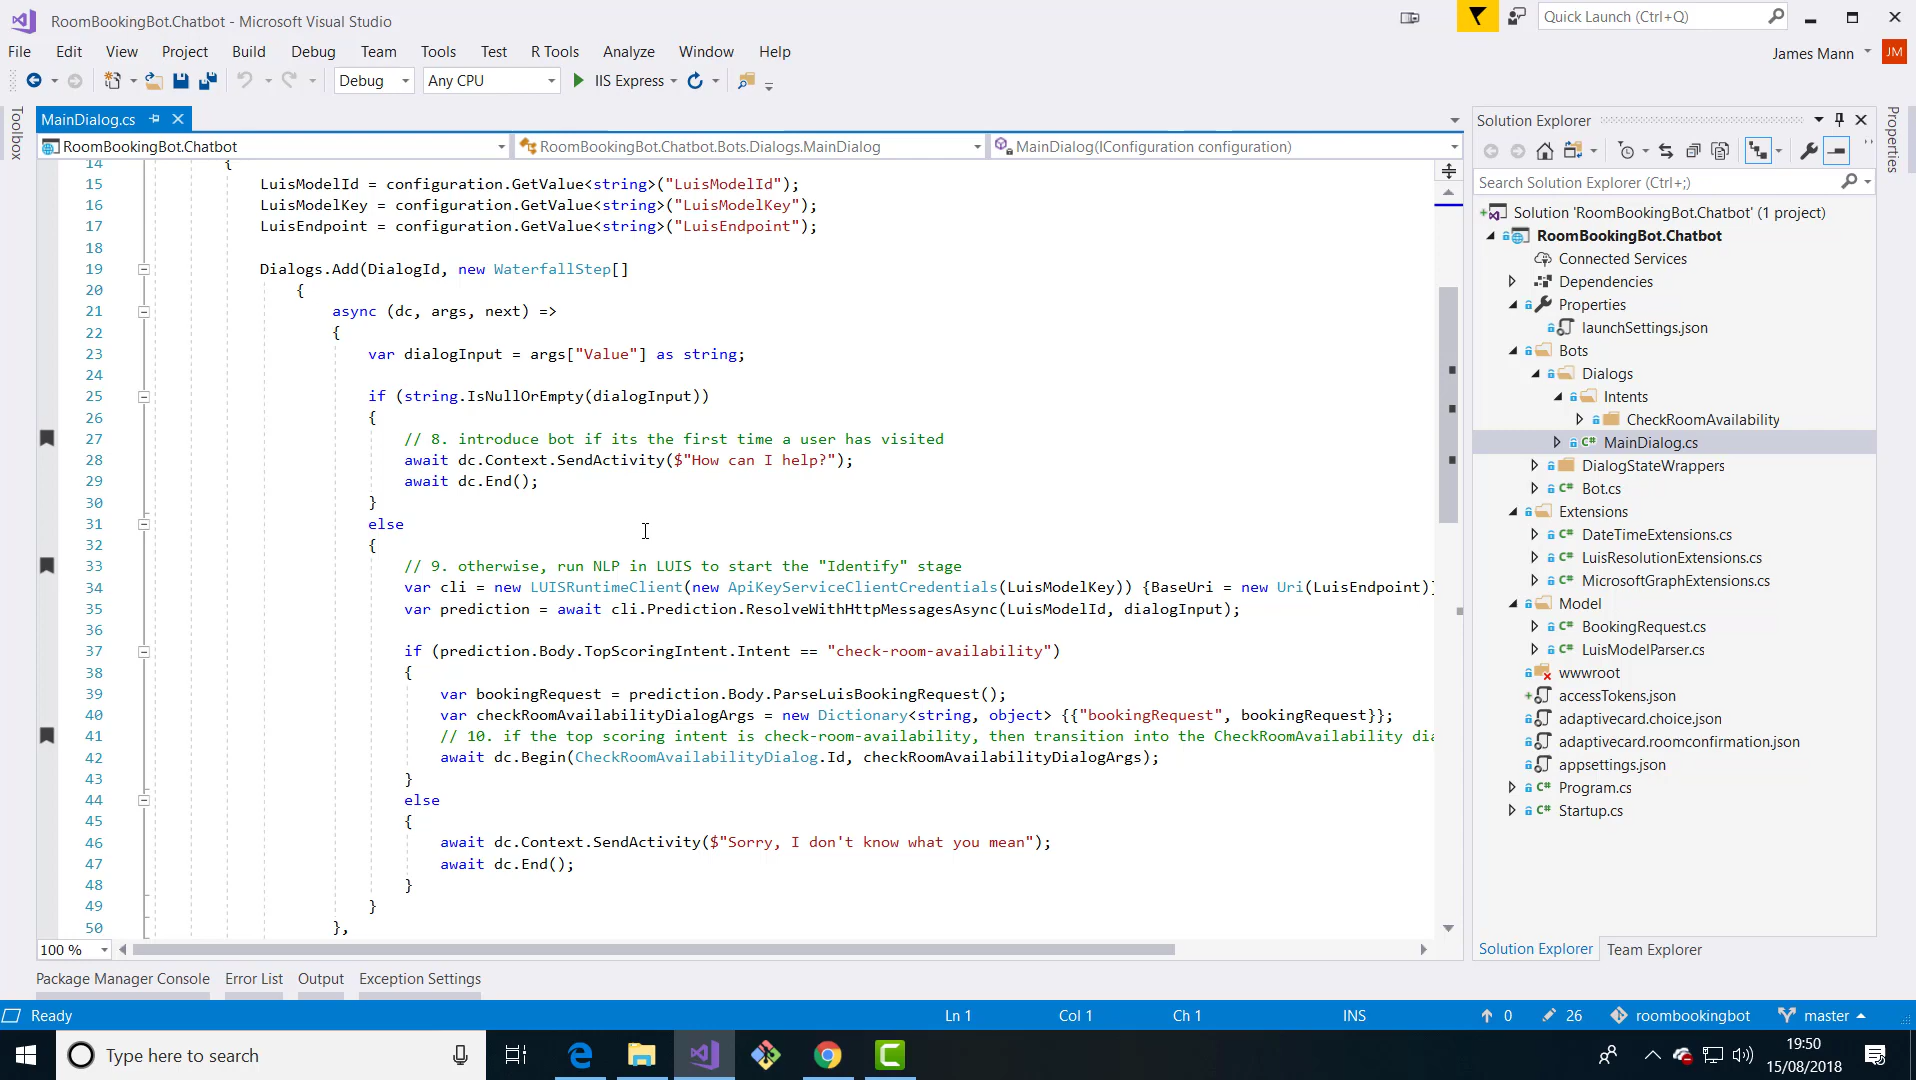 RoomBookingBot.Chatbot - Microsoft Visual Studio
Quick Launch (Ctrl+Q)
File Edit View Project Build Debug Team Tools Test R Tools Analyze Window Help
James Mann JM
Debug Any CPU IIS Express
Toolbox
MainDialog.cs
RoomBookingBot.Chatbot RoomBookingBot.Chatbot.Bots.Dialogs.MainDialog MainDialog(IConfiguration configuration)
14 {
15 LuisModelId = configuration.GetValue<string>("LuisModelId");
16 LuisModelKey = configuration.GetValue<string>("LuisModelKey");
17 LuisEndpoint = configuration.GetValue<string>("LuisEndpoint");
18
19 Dialogs.Add(DialogId, new WaterfallStep[]
20 {
21 async (dc, args, next) =>
22 {
23 var dialogInput = args["Value"] as string;
24
25 if (string.IsNullOrEmpty(dialogInput))
26 {
27 // 8. introduce bot if its the first time a user has visited
28 await dc.Context.SendActivity($"How can I help?");
29 await dc.End();
30 }
31 else
32 {
33 // 9. otherwise, run NLP in LUIS to start the "Identify" stage
34 var cli = new LUISRuntimeClient(new ApiKeyServiceClientCredentials(LuisModelKey)) {BaseUri = new Uri(LuisEndpoint)}
35 var prediction = await cli.Prediction.ResolveWithHttpMessagesAsync(LuisModelId, dialogInput);
36
37 if (prediction.Body.TopScoringIntent.Intent == "check-room-availability")
38 {
39 var bookingRequest = prediction.Body.ParseLuisBookingRequest();
40 var checkRoomAvailabilityDialogArgs = new Dictionary<string, object> {{"bookingRequest", bookingRequest}};
41 // 10. if the top scoring intent is check-room-availability, then transition into the CheckRoomAvailability dia
42 await dc.Begin(CheckRoomAvailabilityDialog.Id, checkRoomAvailabilityDialogArgs);
43 }
44 else
45 {
46 await dc.Context.SendActivity($"Sorry, I don't know what you mean");
47 await dc.End();
48 }
49 }
50 },
100 %
Solution Explorer
Properties
Search Solution Explorer (Ctrl+;)
Solution 'RoomBookingBot.Chatbot' (1 project)
RoomBookingBot.Chatbot
Connected Services
Dependencies
Properties
launchSettings.json
Bots
Dialogs
Intents
CheckRoomAvailability
C# MainDialog.cs
DialogStateWrappers
C# Bot.cs
Extensions
C# DateTimeExtensions.cs
C# LuisResolutionExtensions.cs
C# MicrosoftGraphExtensions.cs
Model
C# BookingRequest.cs
C# LuisModelParser.cs
wwwroot
accessTokens.json
adaptivecard.choice.json
adaptivecard.roomconfirmation.json
appsettings.json
C# Program.cs
C# Startup.cs
Solution Explorer Team Explorer
Package Manager Console Error List Output Exception Settings
Ready Ln 1 Col 1 Ch 1 INS 0 26 roombookingbot master
Type here to search
19:50
15/08/2018